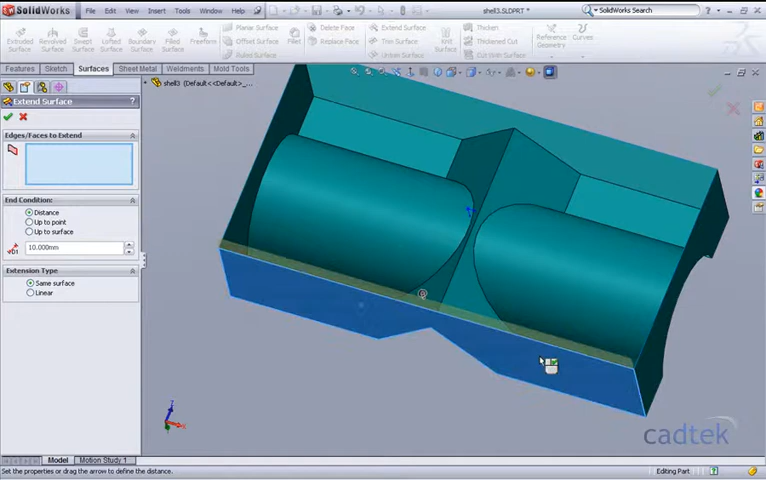 SolidWorks File Edit View Insert Tools Window Help shell3.SLDPRT * SolidWorks Search
Extruded Surface Revolved Surface Swept Surface Lofted Surface Boundary Surface Filled Surface Freeform Planar Surface Offset Surface Ruled Surface Fillet Delete Face Replace Face Extend Surface Trim Surface Untrim Surface Knit Surface Thicken Thickened Cut Cut With Surface Reference Geometry Curves
Features Sketch Surfaces Sheet Metal Weldments Mold Tools
shell3 (Default<<Default>_...
Extend Surface ?
Edges/Faces to Extend
End Condition:
Distance
Up to point
Up to surface
D1 10.000mm
Extension Type
Same surface
Linear
Z
X
cadtek
Model Motion Study 1
Set the properties or drag the arrow to define the distance. Editing Part